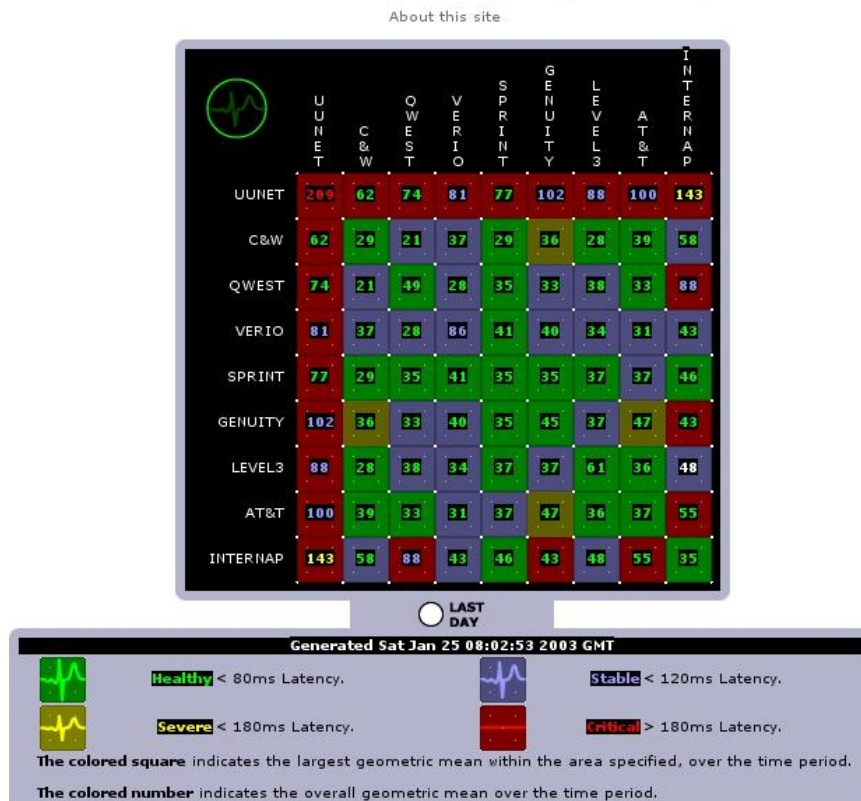 About this site
UUNET C&W QWEST VERIO SPRINT GENUITY LEVEL3 AT&T INTERNAP
UUNET 209 62 74 81 77 102 88 100 143
C&W 62 29 21 37 29 36 28 39 58
QWEST 74 21 49 28 35 33 38 33 88
VERIO 81 37 28 86 41 40 34 31 43
SPRINT 77 29 35 41 35 35 37 37 46
GENUITY 102 36 33 40 35 45 37 47 43
LEVEL3 88 28 38 34 37 37 61 36 48
AT&T 100 39 33 31 37 47 36 37 55
INTERNAP 143 58 88 43 46 43 48 55 35
LAST
DAY
Generated Sat Jan 25 08:02:53 2003 GMT
Healthy < 80ms Latency. Stable < 120ms Latency.
Severe < 180ms Latency. Critical > 180ms Latency.
The colored square indicates the largest geometric mean within the area specified, over the time period.
The colored number indicates the overall geometric mean over the time period.